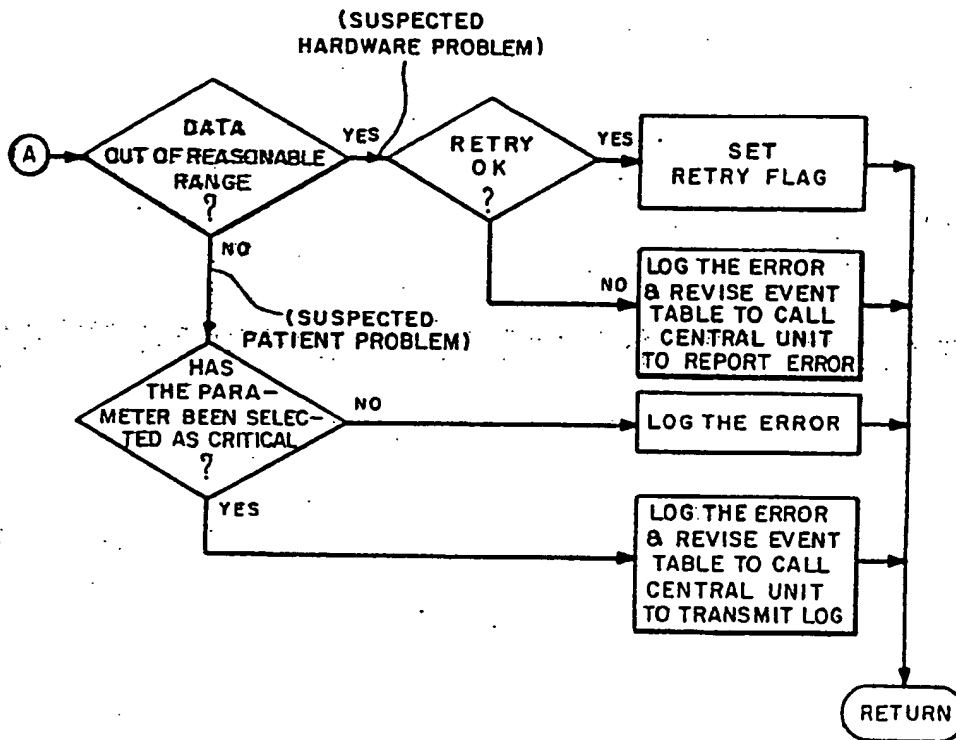 (SUSPECTED
HARDWARE PROBLEM)
A
DATA
OUT OF REASONABLE
RANGE
?
YES
RETRY
OK
?
YES
SET
RETRY FLAG
NO
(SUSPECTED
PATIENT PROBLEM)
NO
LOG THE ERROR
& REVISE EVENT
TABLE TO CALL
CENTRAL UNIT
TO REPORT ERROR
HAS
THE PARA-
METER BEEN SELEC-
TED AS CRITICAL
?
NO
LOG THE ERROR
YES
LOG THE ERROR
& REVISE EVENT
TABLE TO CALL
CENTRAL UNIT
TO TRANSMIT LOG
RETURN